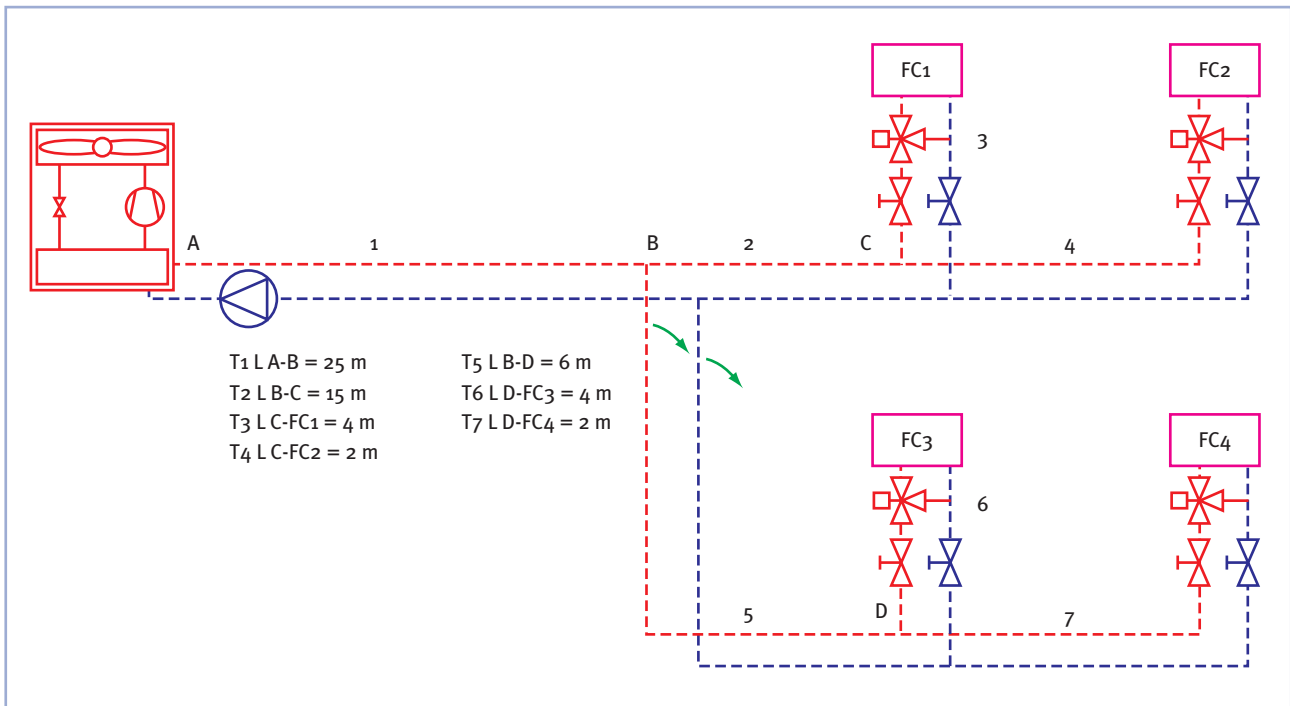 FC1
FC2
3
A
1
B
2
C
4
T1 L A-B = 25 m
T2 L B-C = 15 m
T3 L C-FC1 = 4 m
T4 L C-FC2 = 2 m
T5 L B-D = 6 m
T6 L D-FC3 = 4 m
T7 L D-FC4 = 2 m
FC3
FC4
6
5
D
7